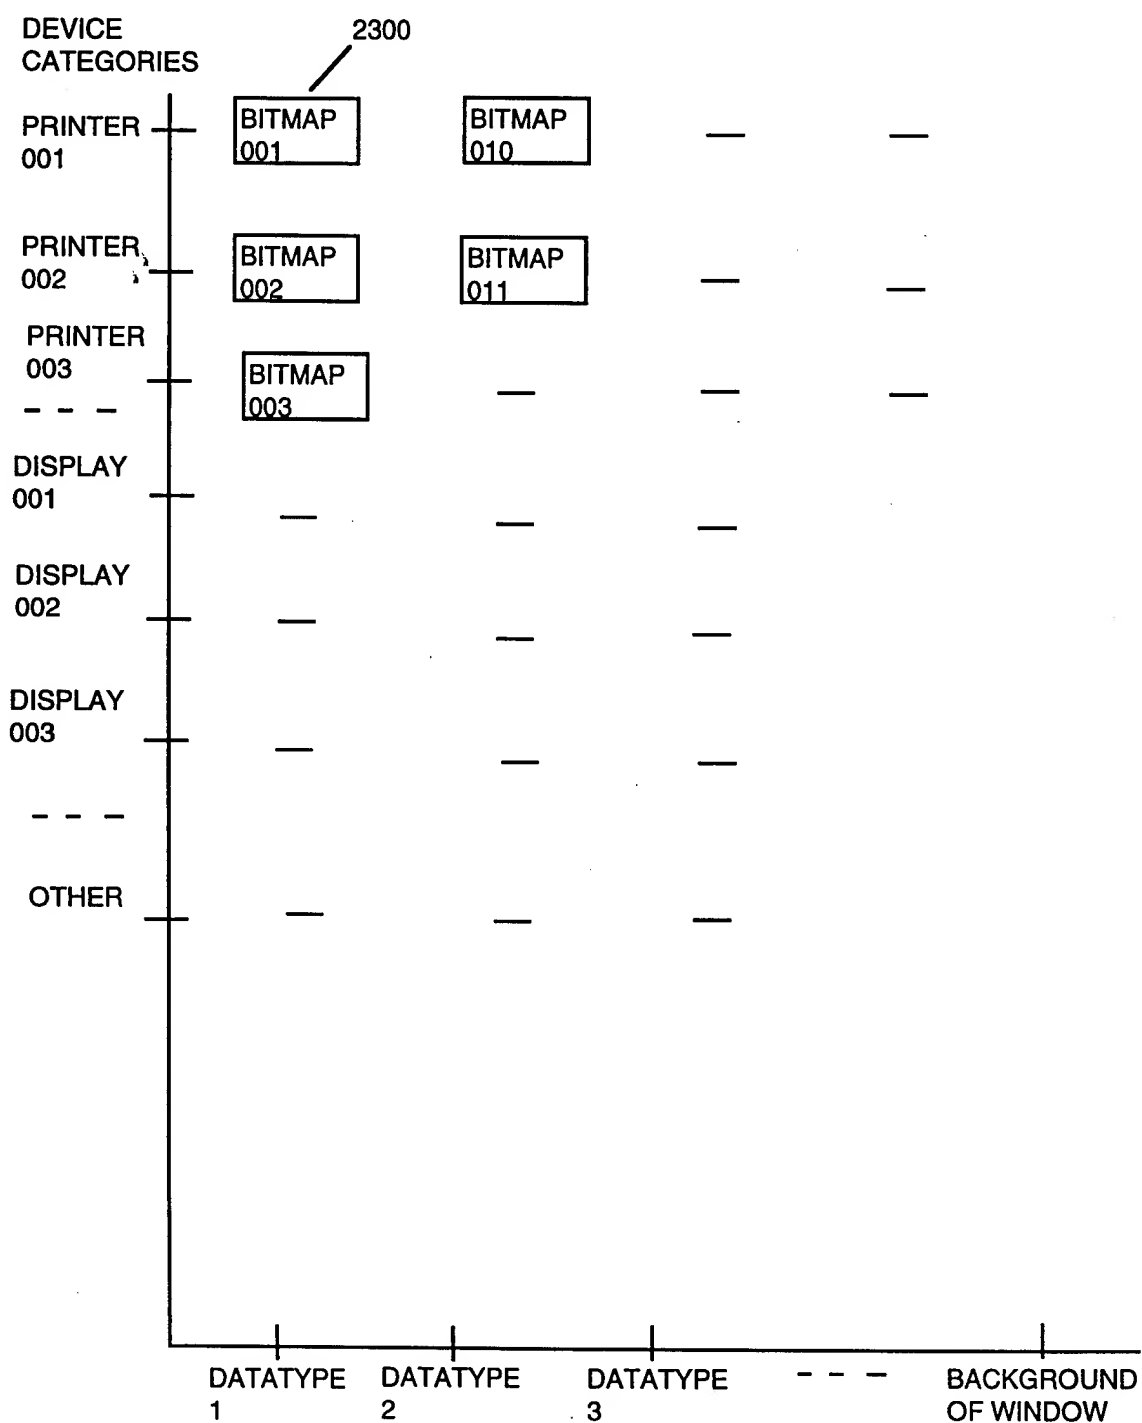 DEVICE
CATEGORIES
2300
PRINTER
001
BITMAP
001
BITMAP
010
PRINTER
002
BITMAP
002
BITMAP
011
PRINTER
003
BITMAP
003
DISPLAY
001
DISPLAY
002
DISPLAY
003
OTHER
DATATYPE
1
DATATYPE
2
DATATYPE
3
BACKGROUND
OF WINDOW